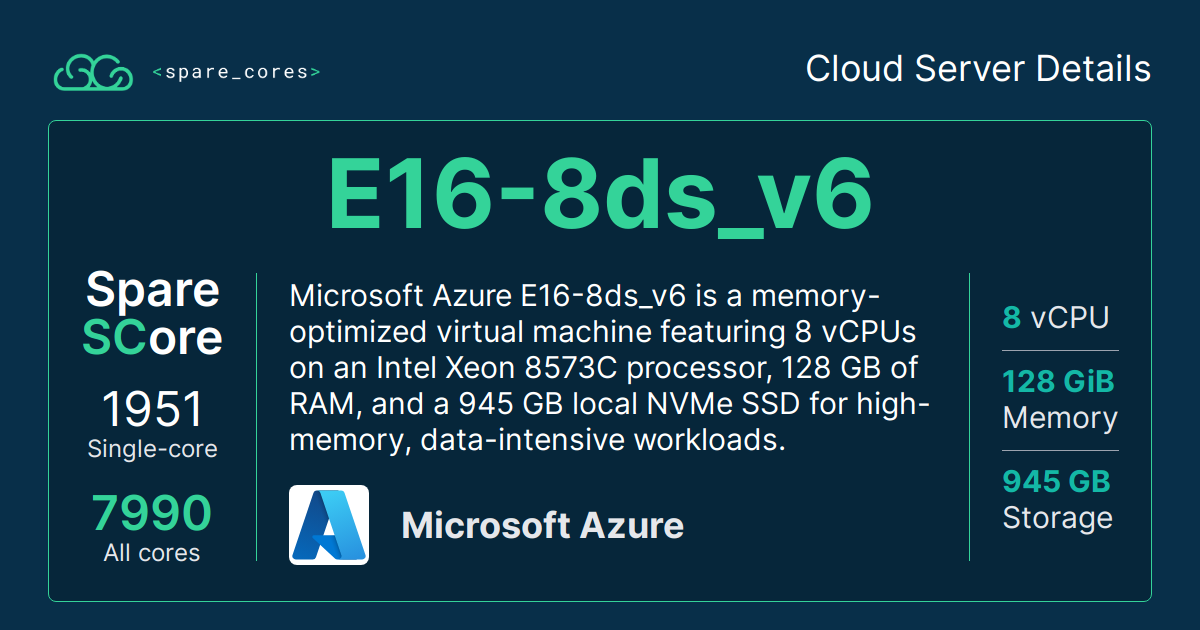 <spare_cores>
Cloud Server Details
E16-8ds_v6
Spare
SCore
1951
Single-core
7990
All cores
Microsoft Azure E16-8ds_v6 is a memory-
optimized virtual machine featuring 8 vCPUs
on an Intel Xeon 8573C processor, 128 GB of
RAM, and a 945 GB local NVMe SSD for high-
memory, data-intensive workloads.
Microsoft Azure
8 vCPU
128 GiB
Memory
945 GB
Storage